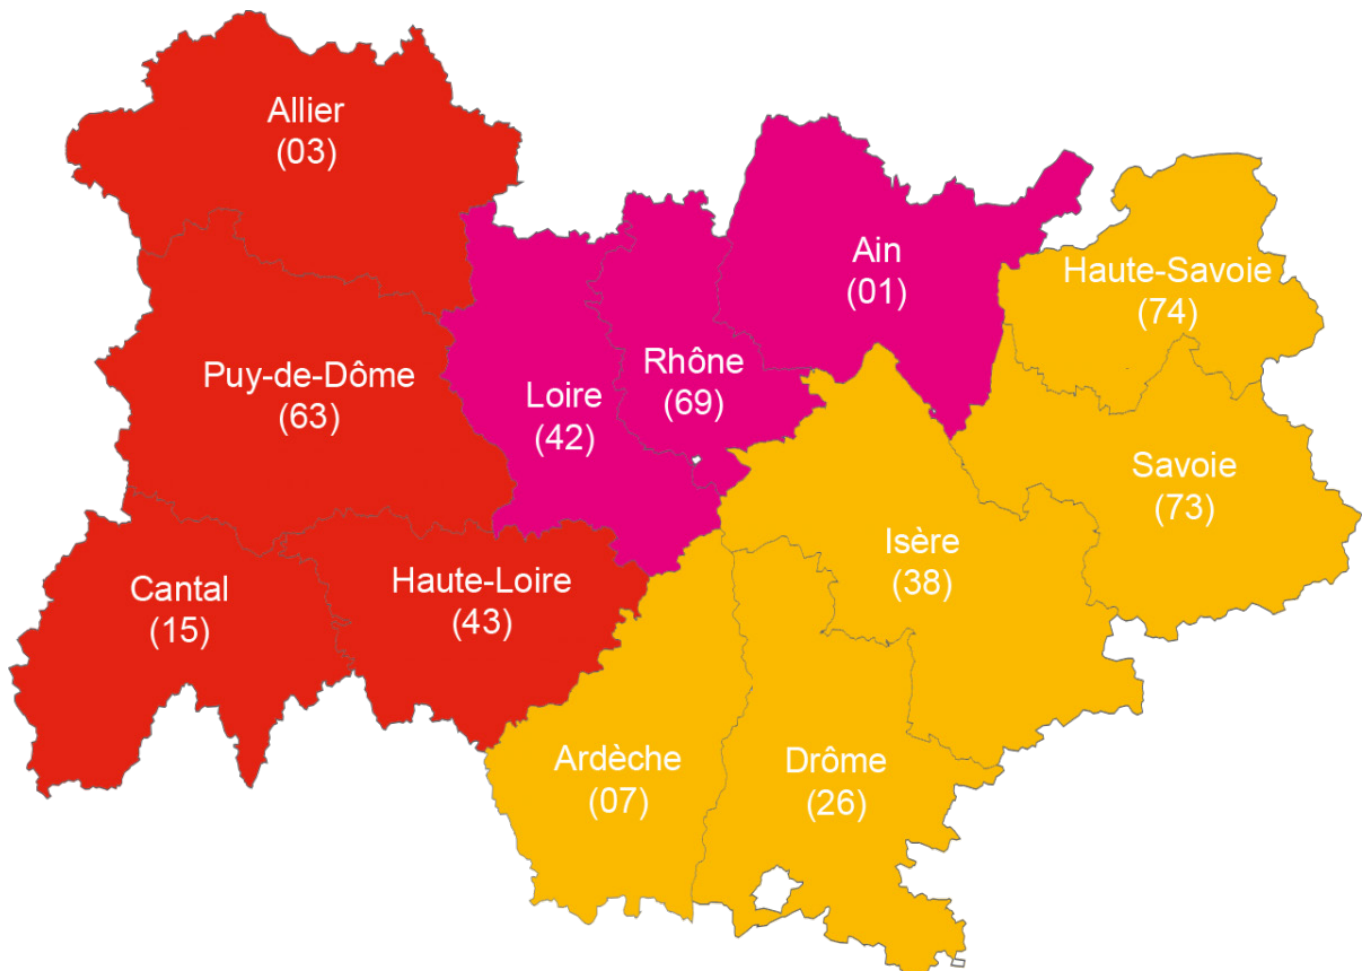 Allier
(03)
Ain
(01)
Haute-Savoie
(74)
Puy-de-Dôme
(63)
Loire
(42)
Rhône
(69)
Savoie
(73)
Cantal
(15)
Haute-Loire
(43)
Isère
(38)
Ardèche
(07)
Drôme
(26)